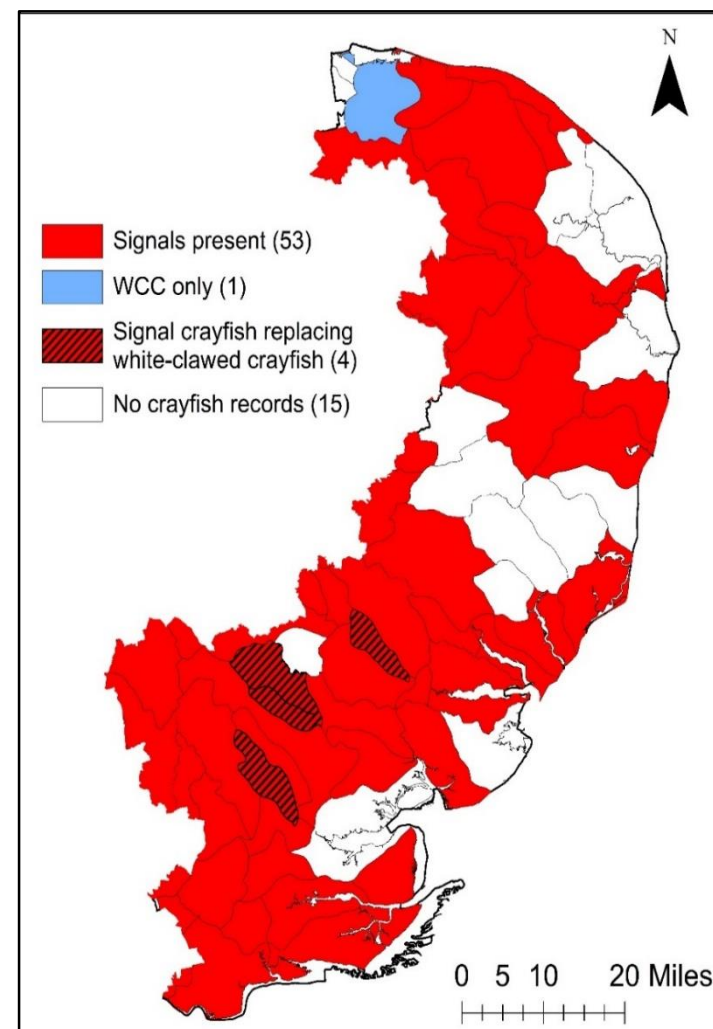 N
Signals present (53)
WCC only (1)
Signal crayfish replacing
white-clawed crayfish (4)
No crayfish records (15)
0 5 10 20 Miles